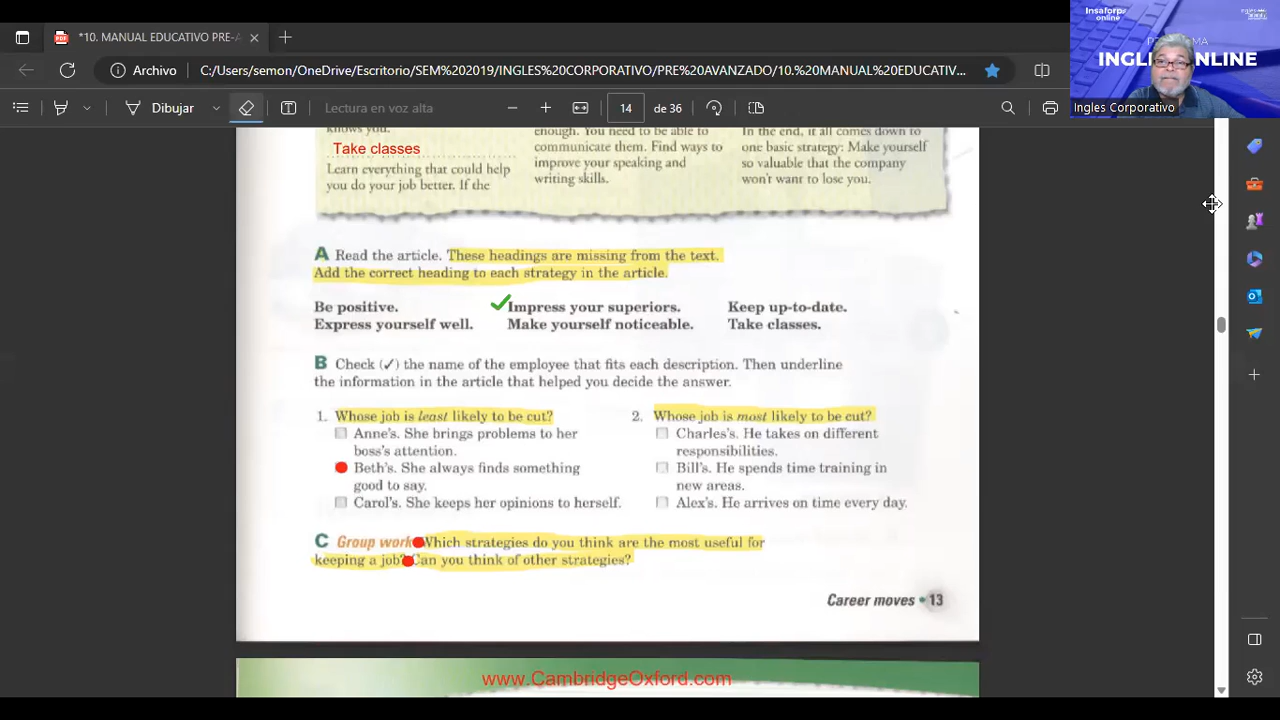 *10. MANUAL EDUCATIVO PRE-A
Archivo
C:/Users/semon/OneDrive/Escritorio/SEM%2039/INGLES%20CORPORATIVO/PRE%20AVANZADO/10.%20MANUAL%20EDUCATIV...
Dibujar
Lectura en voz alta
14
de 36
Insaforp
online
INGL
ONLINE
Ingles Corporativo
knows you.
Take classes
Learn everything that could help
you do your job better. If the
enough. You need to be able to
communicate them. Find ways to
improve your speaking and
writing skills.
In the end, it all comes down to
one basic strategy: Make yourself
so valuable that the company
won't want to lose you.
A Read the article. These headings are missing from the text.
Add the correct heading to each strategy in the article.
Be positive. ✓Impress your superiors. Keep up-to-date.
Express yourself well. Make yourself noticeable. Take classes.
B Check (✓) the name of the employee that fits each description. Then underline
the information in the article that helped you decide the answer.
1. Whose job is least likely to be cut?
Anne's. She brings problems to her
boss's attention.
Beth's. She always finds something
good to say.
Carol's. She keeps her opinions to herself.
2. Whose job is most likely to be cut?
Charles's. He takes on different
responsibilities.
Bill's. He spends time training in
new areas.
Alex's. He arrives on time every day.
C Group work Which strategies do you think are the most useful for
keeping a job? Can you think of other strategies?
Career moves • 13
www.CambridgeOxford.com